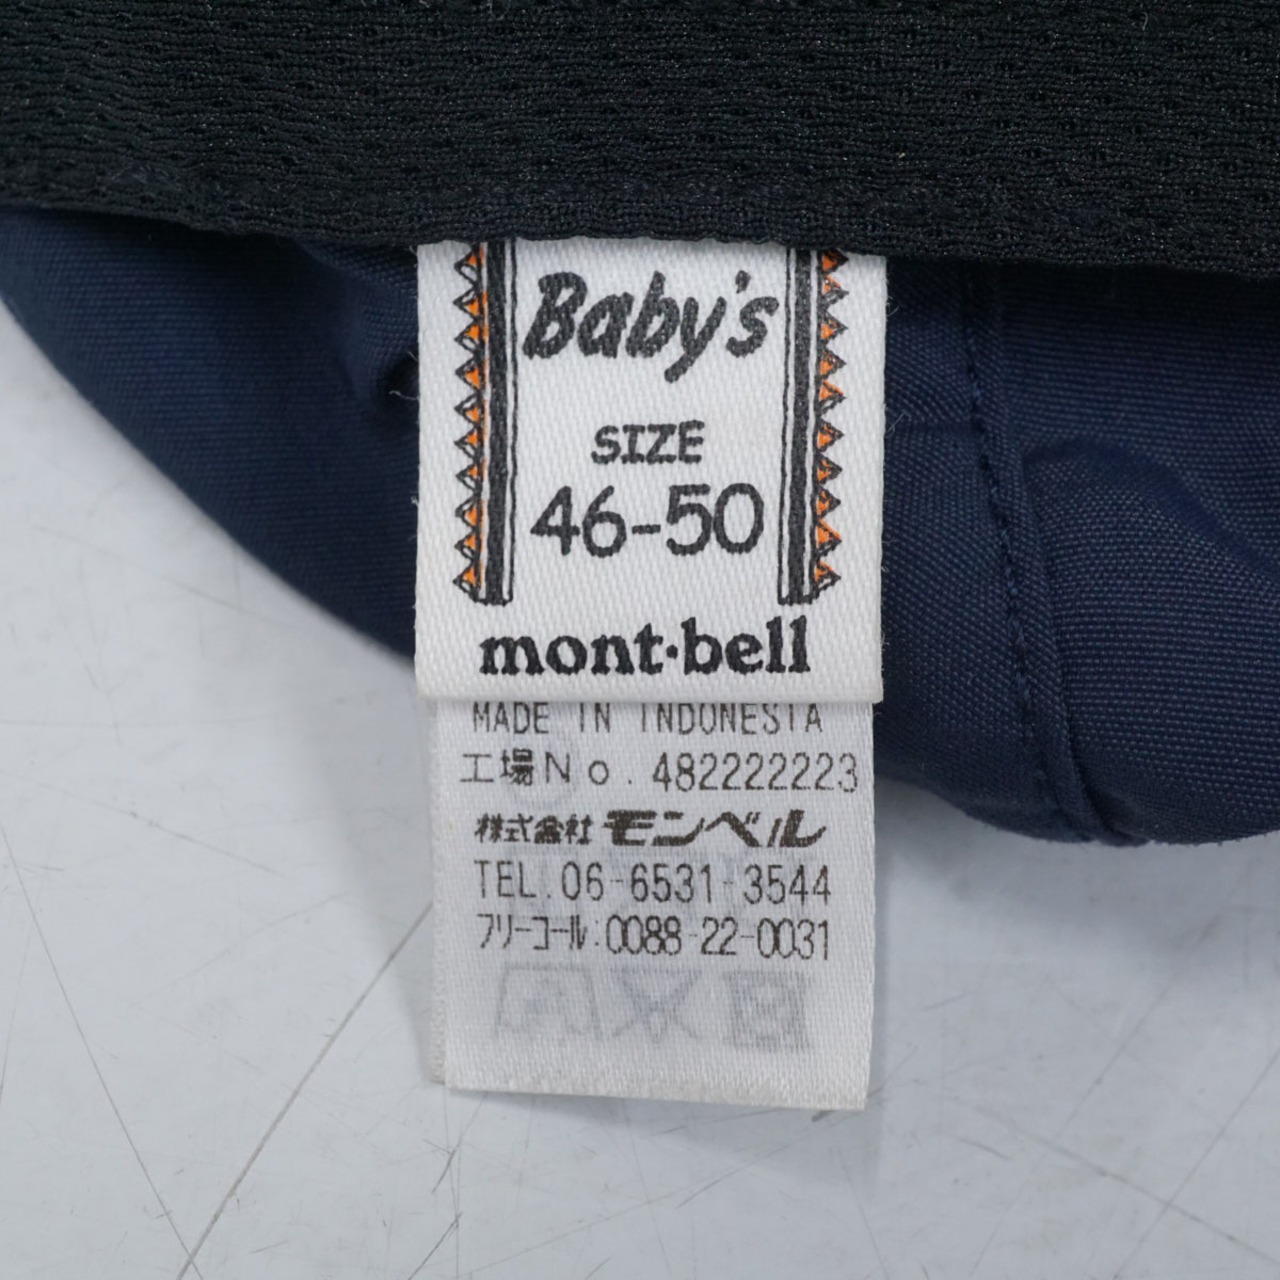 Baby's
SIZE
46-50
mont·bell
MADE IN INDONESIA
工場No. 482222223
株式会社 モンベル
TEL.06-6531-3544
フリーコール:0088-22-0031